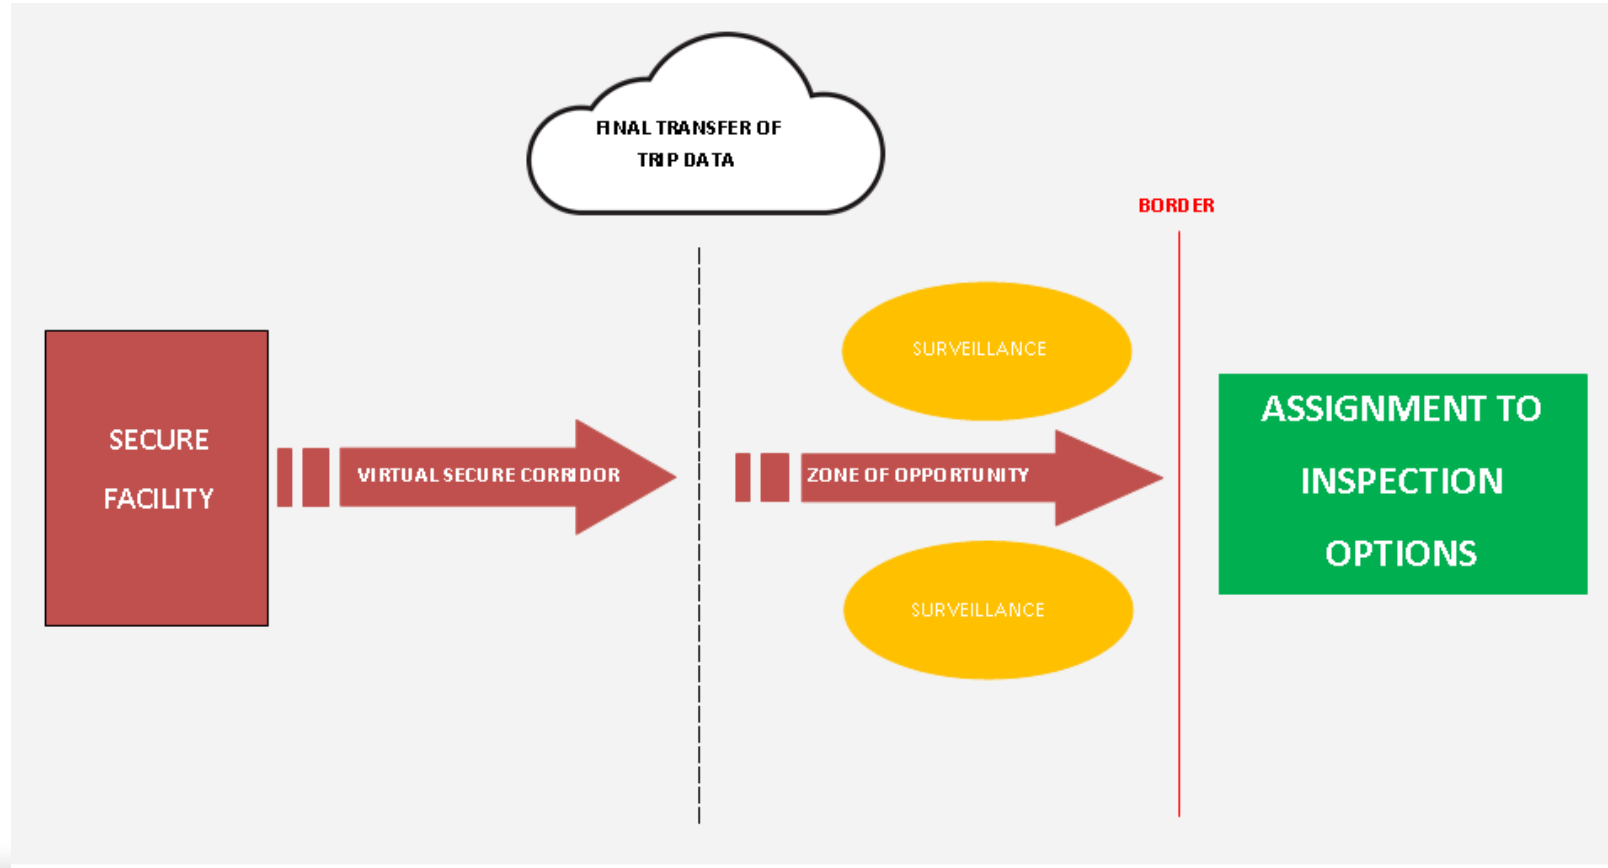 FINAL TRANSFER OF
TRIP DATA
BORDER
SURVEILLANCE
SECURE
FACILITY
VIRTUAL SECURE CORRIDOR
ZONE OF OPPORTUNITY
ASSIGNMENT TO
INSPECTION
OPTIONS
SURVEILLANCE